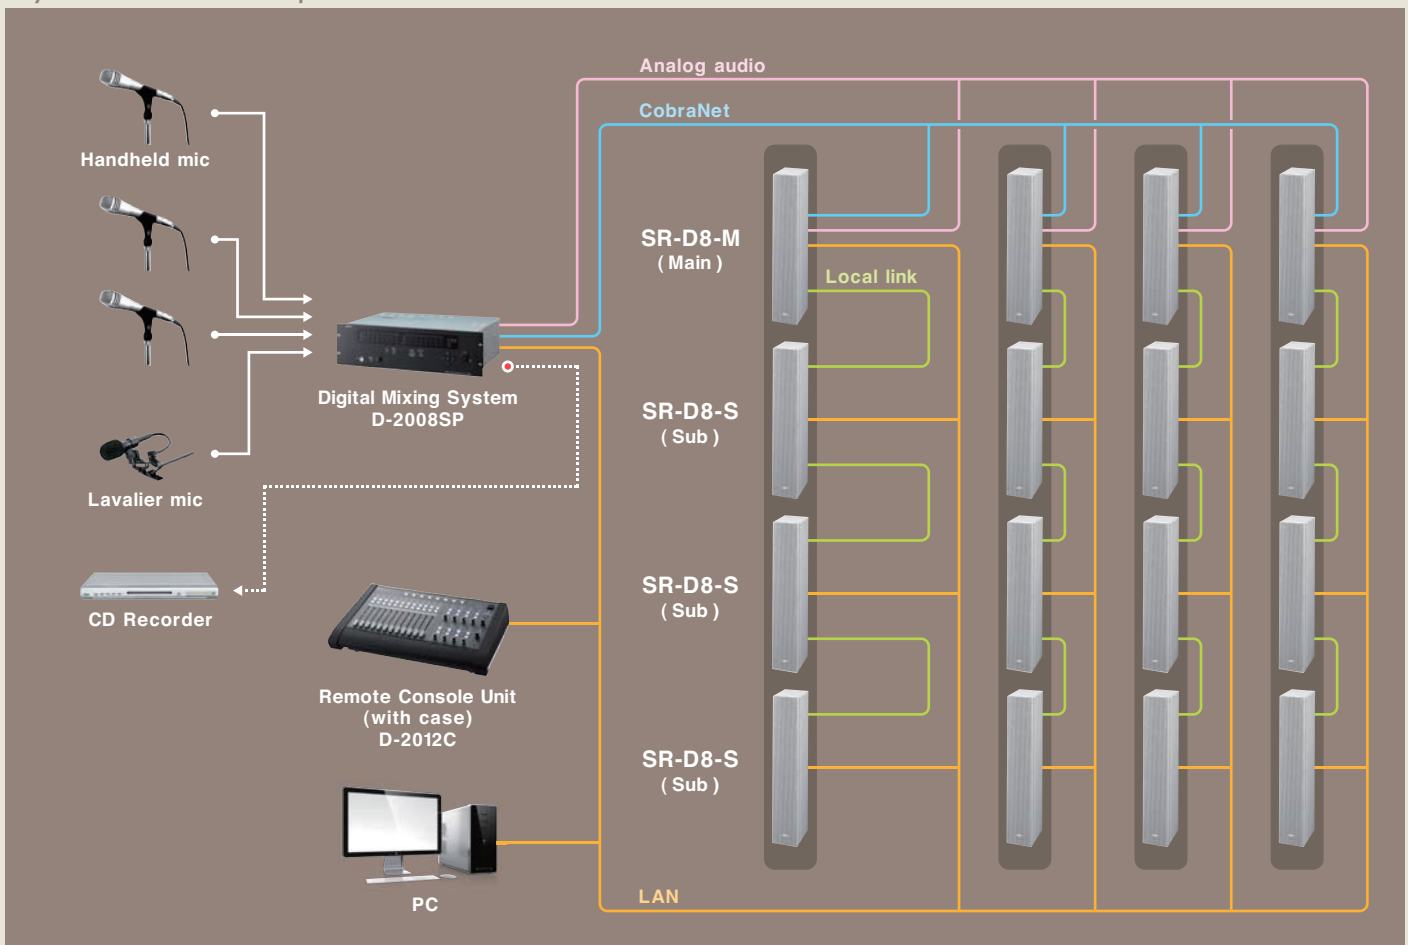 Analog audio
CobraNet
Handheld mic
SR-D8-M
( Main )
Local link
Digital Mixing System
D-2008SP
SR-D8-S
( Sub )
Lavalier mic
CD Recorder
SR-D8-S
( Sub )
Remote Console Unit
(with case)
D-2012C
SR-D8-S
( Sub )
PC
LAN